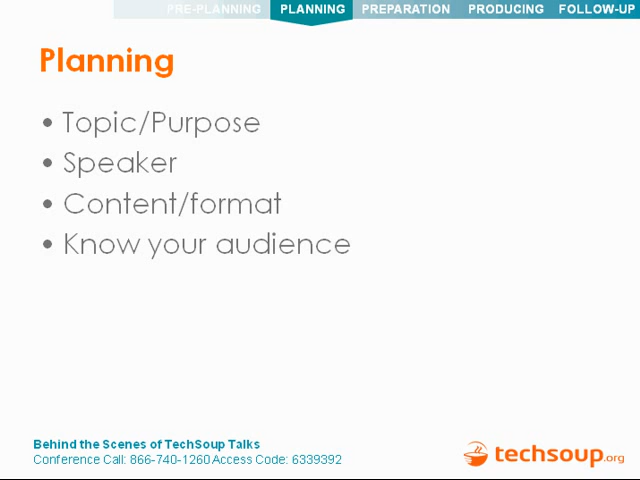 PRE-PLANNING PLANNING PREPARATION PRODUCING FOLLOW-UP
Planning
• Topic/Purpose
• Speaker
• Content/format
• Know your audience
Behind the Scenes of TechSoup Talks
Conference Call: 866-740-1260 Access Code: 6339392
techsoup.org